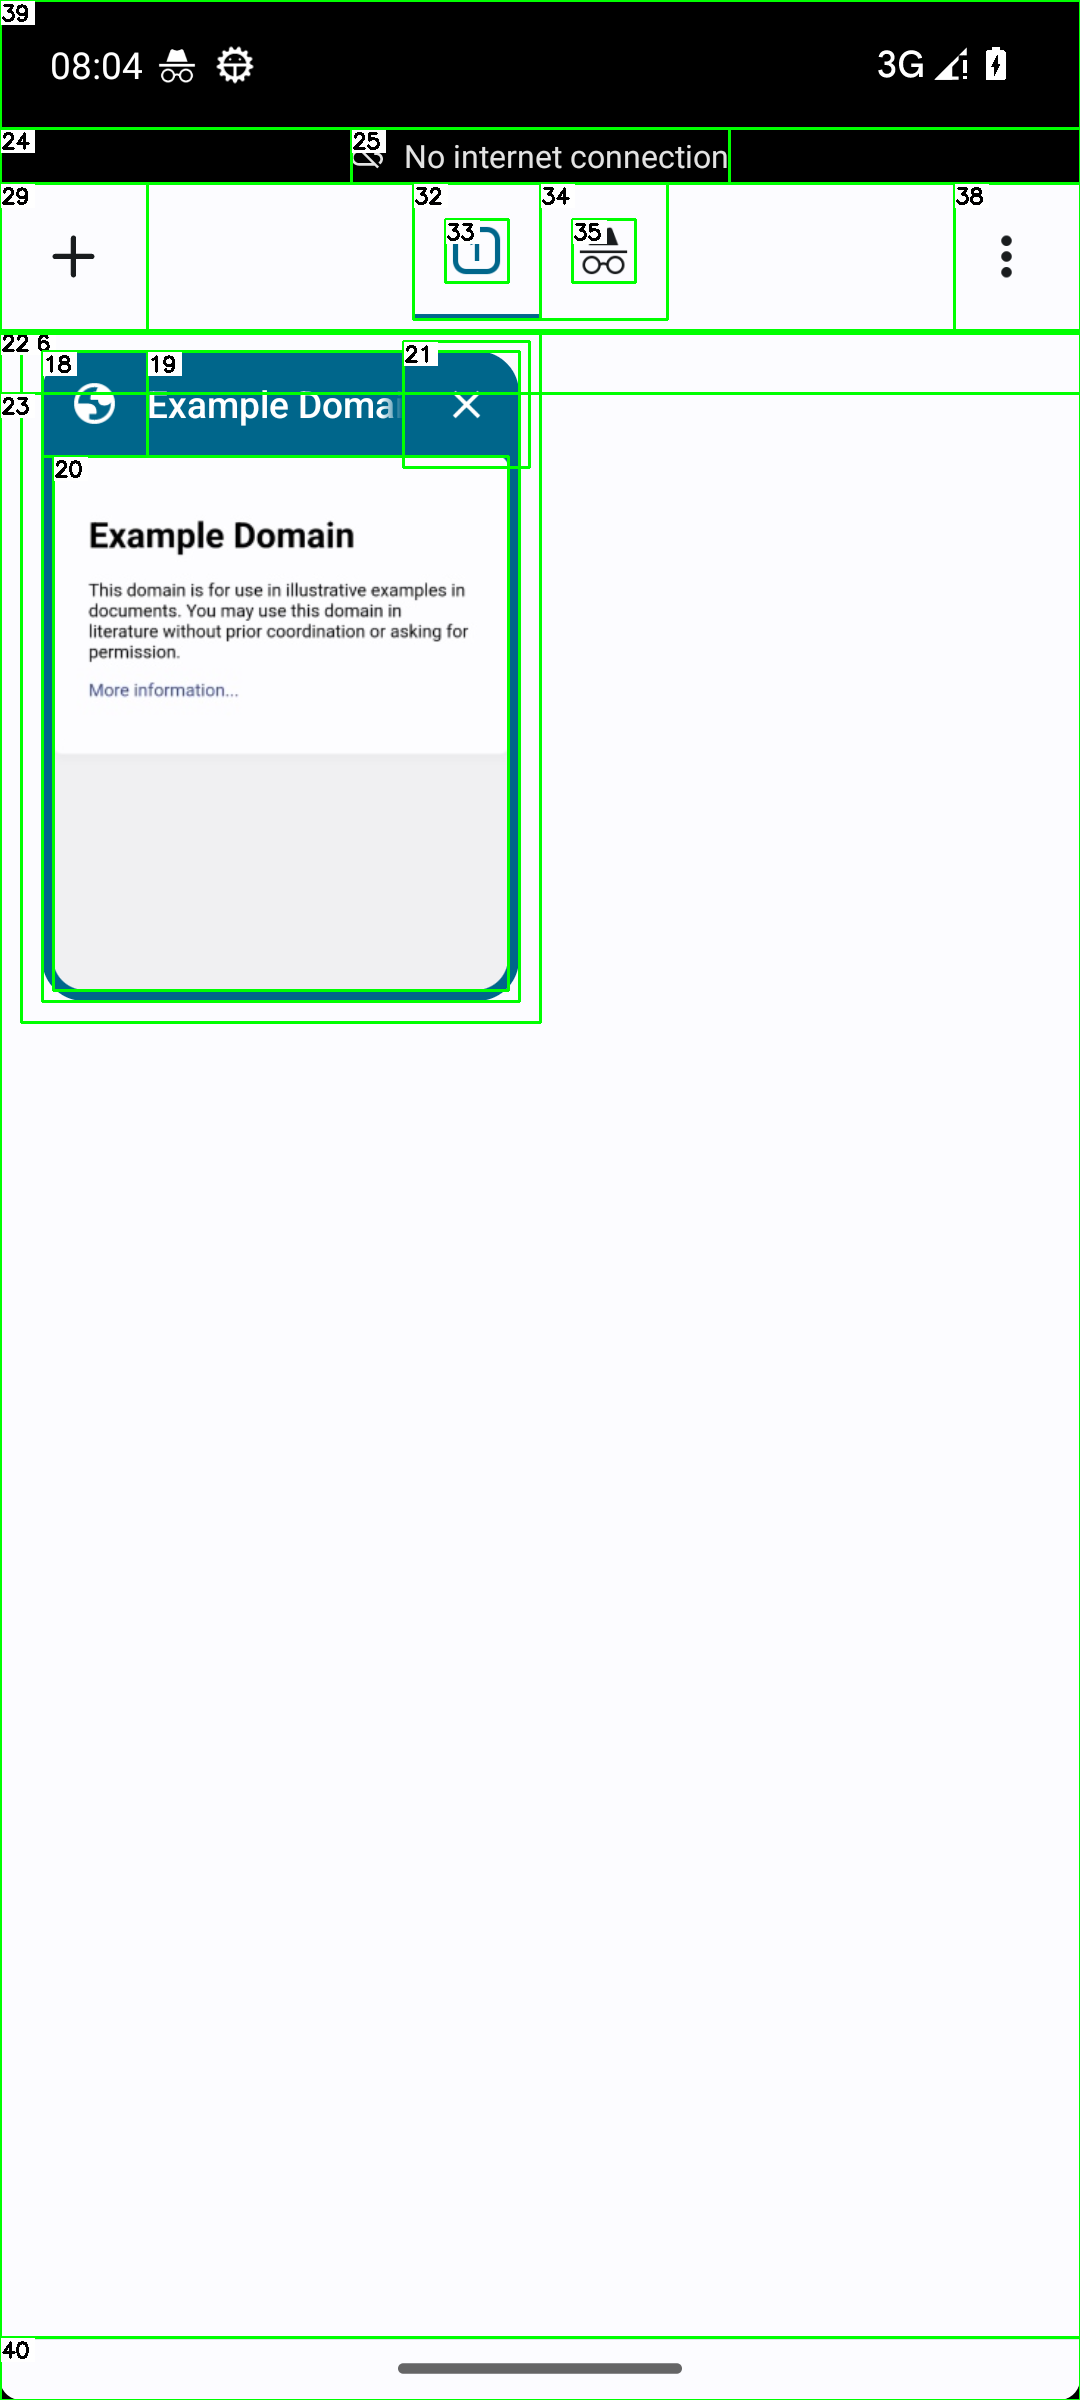 39
08:04
3G
24
25
No internet connection
29
32
34
38
33
1
35
22 6
18
19
21
23
Example Domai
20
Example Domain
This domain is for use in illustrative examples in
documents. You may use this domain in
literature without prior coordination or asking for
permission.
More information...
40